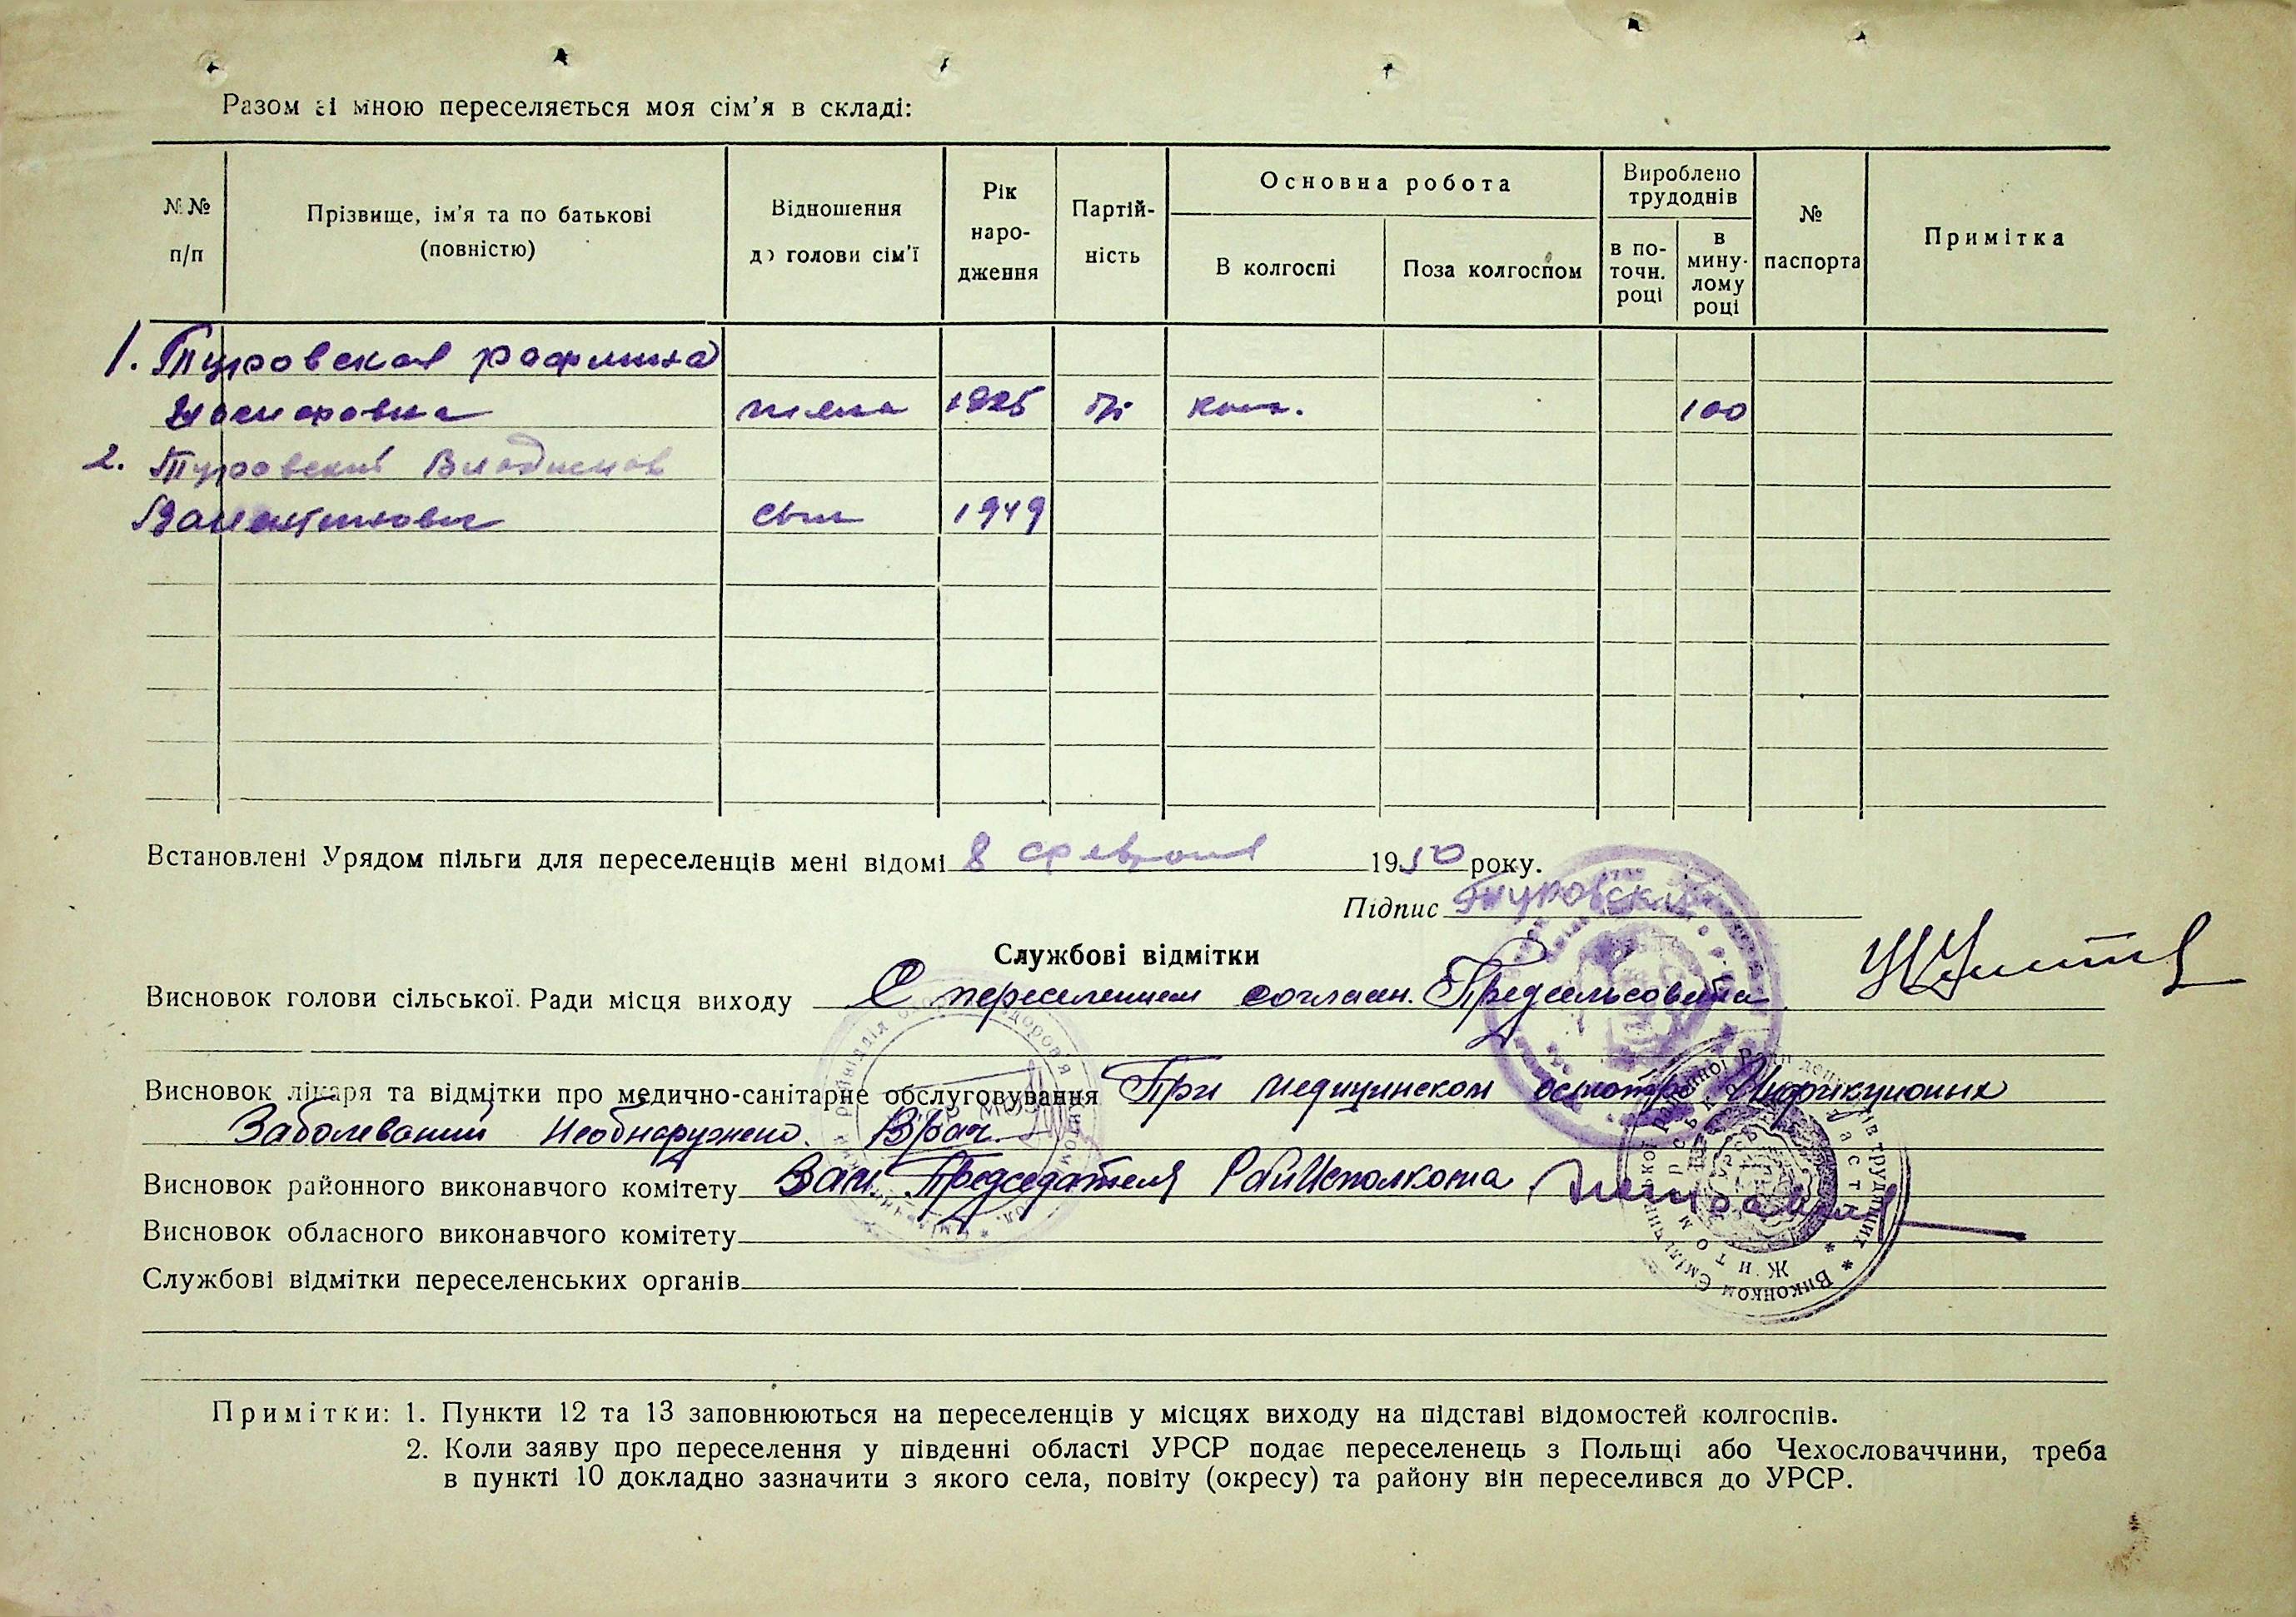 Разом зі мною переселяється моя сім'я в складі:
№№ п/п
Прізвище, ім'я та по батькові (повністю)
Відношення до голови сім'ї
Рік народження
Партійність
Основна робота
В колгоспі
Поза колгоспом
Вироблено трудоднів
в поточн. році
в минулому році
№ паспорта
Примітка
1. Туровская
Иосифовна жена 1925 б/п 100
2. Туровский Владимир
Валентинович сын 1949
Встановлені Урядом пільги для переселенців мені відомі 8 февраля 1950 року.
Підпис Туровский
Службові відмітки
Висновок голови сільської Ради місця виходу С переселением согласен. Предсельсовета
Висновок лікаря та відмітки про медично-санітарне обслуговування При медицинском осмотре Инфикционых
Заболеваний Необнаружено. Врач
Висновок районного виконавчого комітету Зам. Председателя РайИсполкома
Висновок обласного виконавчого комітету
Службові відмітки переселенських органів
Примітки: 1. Пункти 12 та 13 заповнюються на переселенців у місцях виходу на підставі відомостей колгоспів.
2. Коли заяву про переселення у південні області УРСР подає переселенець з Польщі або Чехословаччини, треба
в пункті 10 докладно зазначити з якого села, повіту (окресу) та району він переселився до УРСР.